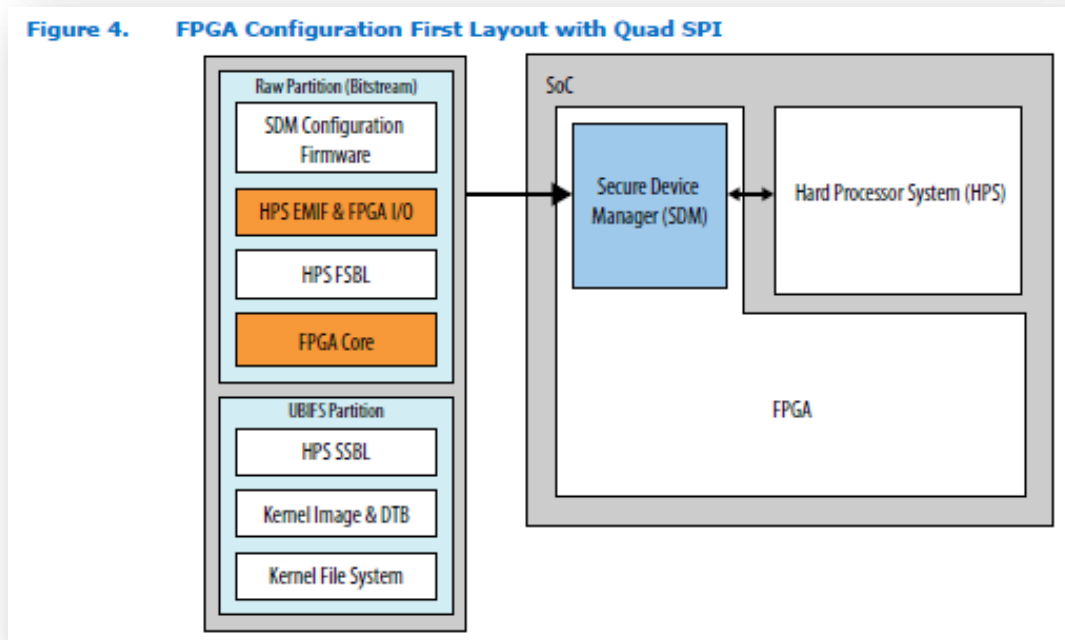 Figure 4. FPGA Configuration First Layout with Quad SPI
Raw Partition (Bitstream)
SDM Configuration
Firmware
HPS EMIF & FPGA I/O
HPS FSBL
FPGA Core
UBIFS Partition
HPS SSBL
Kernel Image & DTB
Kernel File System
SoC
Secure Device
Manager (SDM)
Hard Processor System (HPS)
FPGA